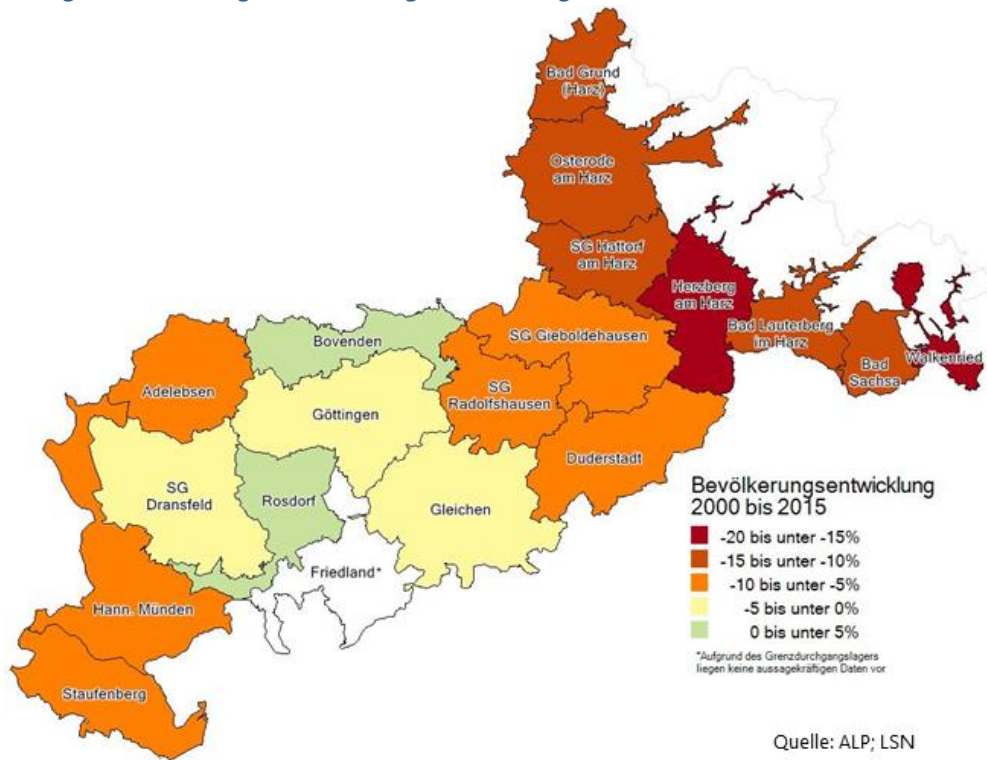 Bad Grund
(Harz)
Osterode
am Harz
SG Hattorf
am Harz
Herzberg
am Harz
Bad Lauterberg
im Harz
Bad
Sachsa
Walkenried
SG Gieboldehausen
Bovenden
Adelebsen
SG
Radolfshausen
Göttingen
Duderstadt
SG
Dransfeld
Rosdorf
Gleichen
Friedland*
Hann. Münden
Staufenberg
Bevölkerungsentwicklung
2000 bis 2015
-20 bis unter -15%
-15 bis unter -10%
-10 bis unter -5%
-5 bis unter 0%
0 bis unter 5%
*Aufgrund des Grenzdurchgangslagers
liegen keine aussagekräftigen Daten vor
Quelle: ALP; LSN